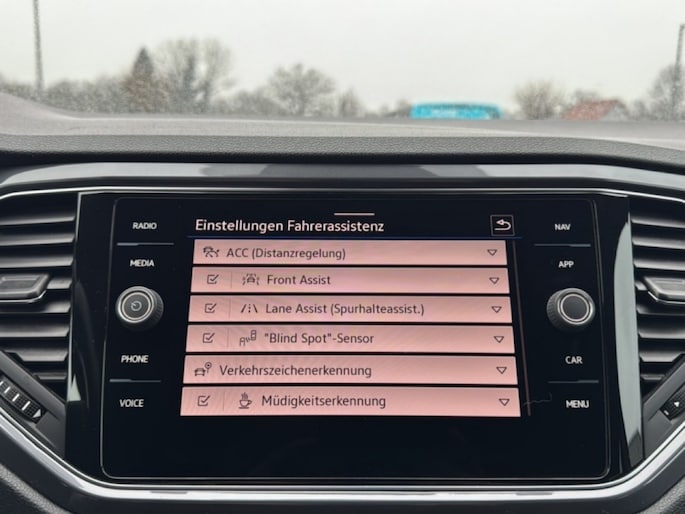 RADIO
MEDIA
PHONE
VOICE
Einstellungen Fahrerassistenz
ACC (Distanzregelung)
Front Assist
Lane Assist (Spurhalteassist.)
"Blind Spot"-Sensor
Verkehrszeichenerkennung
Müdigkeitserkennung
NAV
APP
CAR
MENU